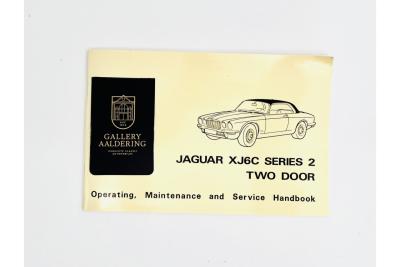 GALLERY
AALDERING
JAGUAR XJ6C SERIES 2
TWO DOOR
Operating, Maintenance and Service Handbook